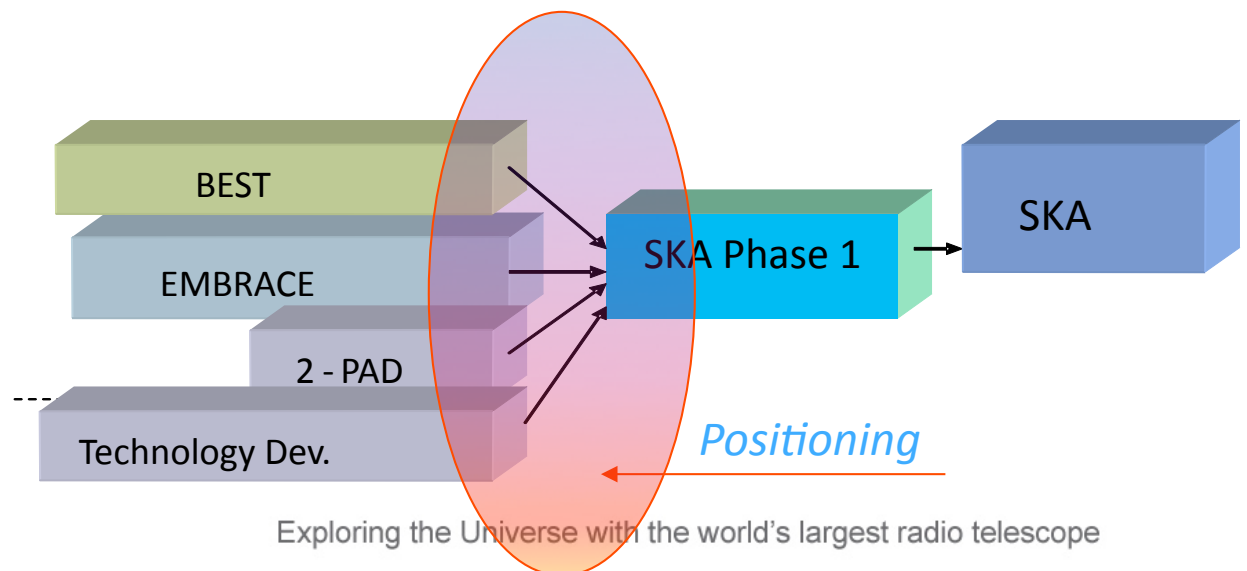 BEST
EMBRACE
2 - PAD
Technology Dev.
SKA Phase 1
SKA
Positioning
Exploring the Universe with the world’s largest radio telescope